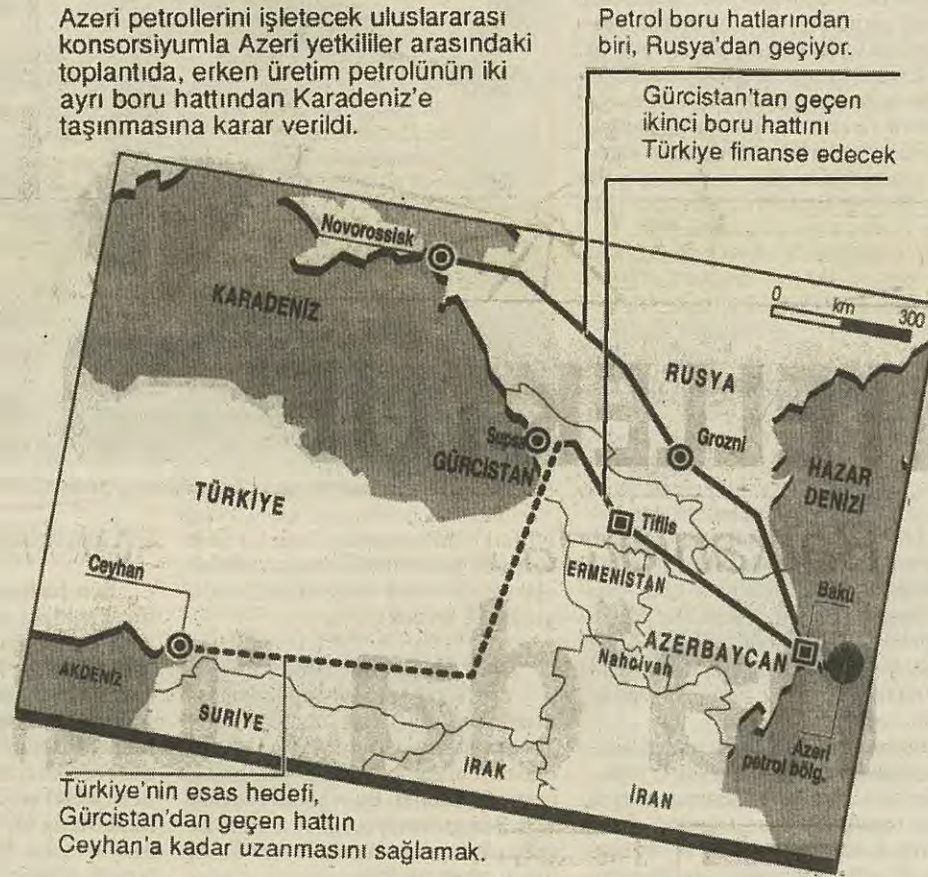 Azeri petrollerini işletecek uluslararası
konsorsiyumla Azeri yetkililer arasındaki
toplantıda, erken üretim petrolünün iki
ayrı boru hattından Karadeniz'e
taşınmasına karar verildi.
Petrol boru hatlarından
biri, Rusya'dan geçiyor.
Gürcistan'tan geçen
ikinci boru hattını
Türkiye finanse edecek
Novorossisk
KARADENİZ
0 km 300
RUSYA
Supsa
GÜRCİSTAN
Grozni
HAZAR
DENİZİ
TÜRKİYE
Tiflis
Ceyhan
ERMENİSTAN
Bakü
AZERBAYCAN
Nahcivan
AKDENİZ
SURİYE
Azeri
petrol bölg.
İRAK
İRAN
Türkiye'nin esas hedefi,
Gürcistan'dan geçen hattın
Ceyhan'a kadar uzanmasını sağlamak.